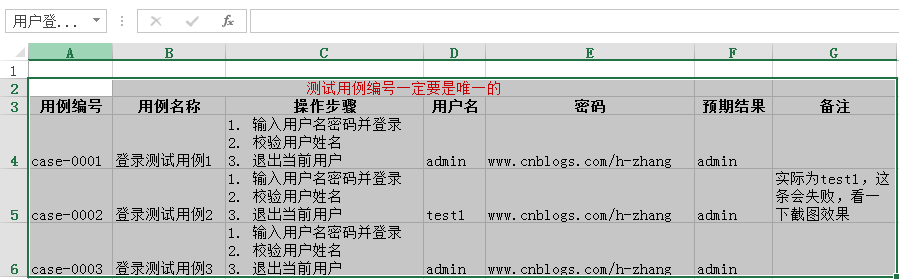 用户登...
A B C D E F G
1
2 测试用例编号一定要是唯一的
3 用例编号 用例名称 操作步骤 用户名 密码 预期结果 备注
1. 输入用户名密码并登录
2. 校验用户姓名
4 case-0001 登录测试用例1 3. 退出当前用户 admin www.cnblogs.com/h-zhang admin
1. 输入用户名密码并登录 实际为test1，这
2. 校验用户姓名 条会失败，看一
5 case-0002 登录测试用例2 3. 退出当前用户 test1 www.cnblogs.com/h-zhang admin 下截图效果
1. 输入用户名密码并登录
2. 校验用户姓名
6 case-0003 登录测试用例3 3. 退出当前用户 admin www.cnblogs.com/h-zhang admin